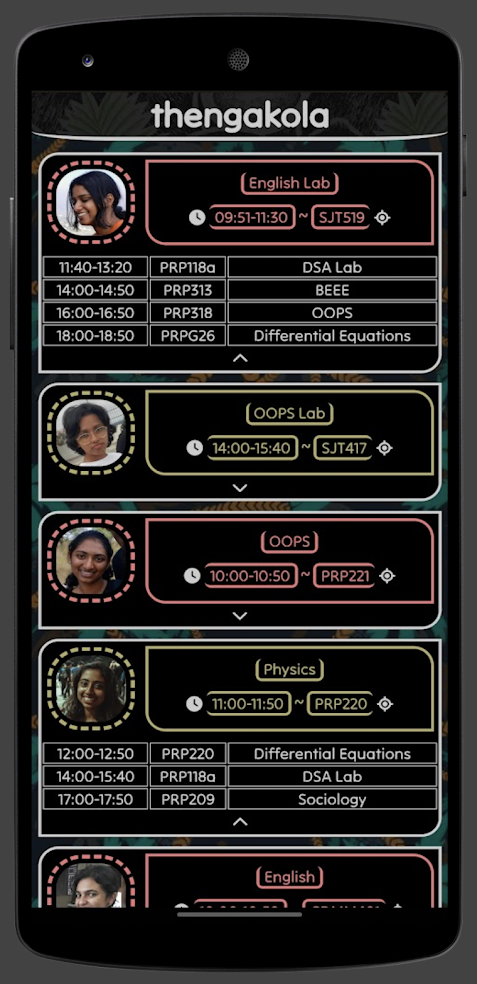 thengakola
English Lab
09:51-11:30 ~ SJT519
11:40-13:20 PRP118a DSA Lab
14:00-14:50 PRP313 BEEE
16:00-16:50 PRP318 OOPS
18:00-18:50 PRPG26 Differential Equations
OOPS Lab
14:00-15:40 ~ SJT417
OOPS
10:00-10:50 ~ PRP221
Physics
11:00-11:50 ~ PRP220
12:00-12:50 PRP220 Differential Equations
14:00-15:40 PRP118a DSA Lab
17:00-17:50 PRP209 Sociology
English